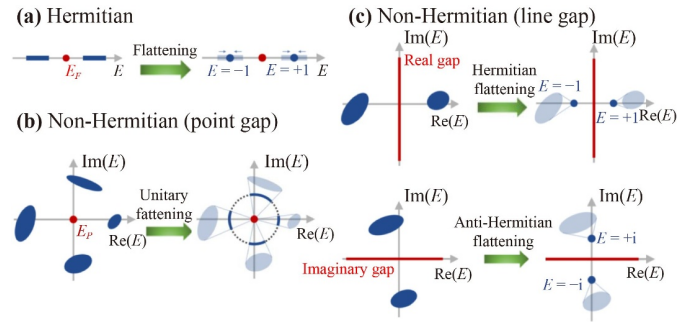 (a) Hermitian
Flattening
E_F
E
E = −1
E = +1
E
(b) Non-Hermitian (point gap)
Im(E)
Im(E)
Unitary
fattening
E_P
Re(E)
Re(E)
(c) Non-Hermitian (line gap)
Im(E)
Im(E)
Real gap
Hermitian
flattening
E = −1
Re(E)
E = +1
Re(E)
Im(E)
Im(E)
Anti-Hermitian
flattening
E = +i
Imaginary gap
Re(E)
Re(E)
E = −i